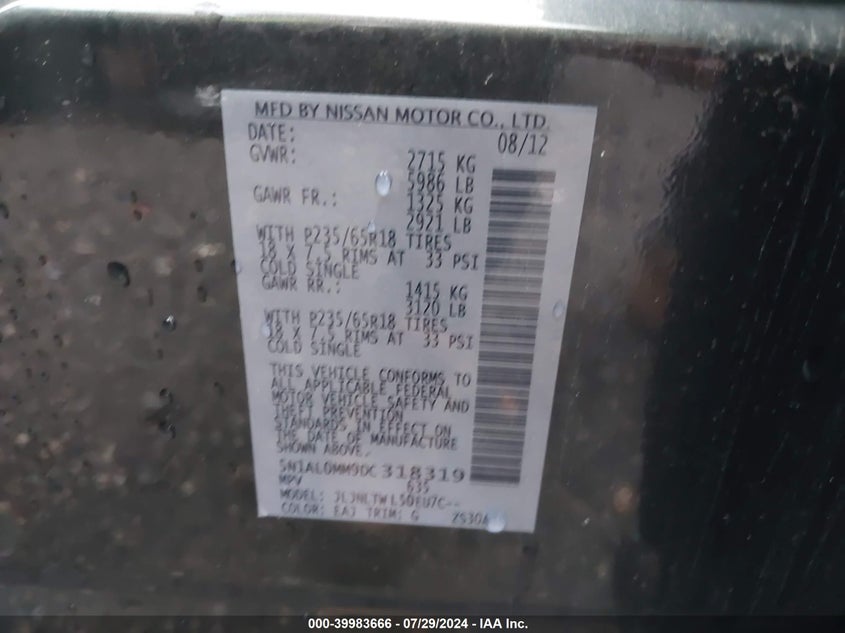 MFD BY NISSAN MOTOR CO., LTD.
DATE: 08/12
GVWR: 2715 KG
5986 LB
GAWR FR.: 1325 KG
2921 LB
WITH P235/65R18 TIRES
18 X 7.5 RIMS AT 33 PSI
COLD SINGLE
GAWR RR.: 1415 KG
3120 LB
WITH P235/65R18 TIRES
18 X 7.5 RIMS AT 33 PSI
COLD SINGLE
THIS VEHICLE CONFORMS TO
ALL APPLICABLE FEDERAL
MOTOR VEHICLE SAFETY AND
THEFT PREVENTION
STANDARDS IN EFFECT ON
THE DATE OF MANUFACTURE
SHOWN ABOVE.
5N1AL0MM9DC 318319
MPV 635
MODEL:
COLOR: EAJ TRIM: G
000-39983666 - 07/29/2024 - IAA Inc.